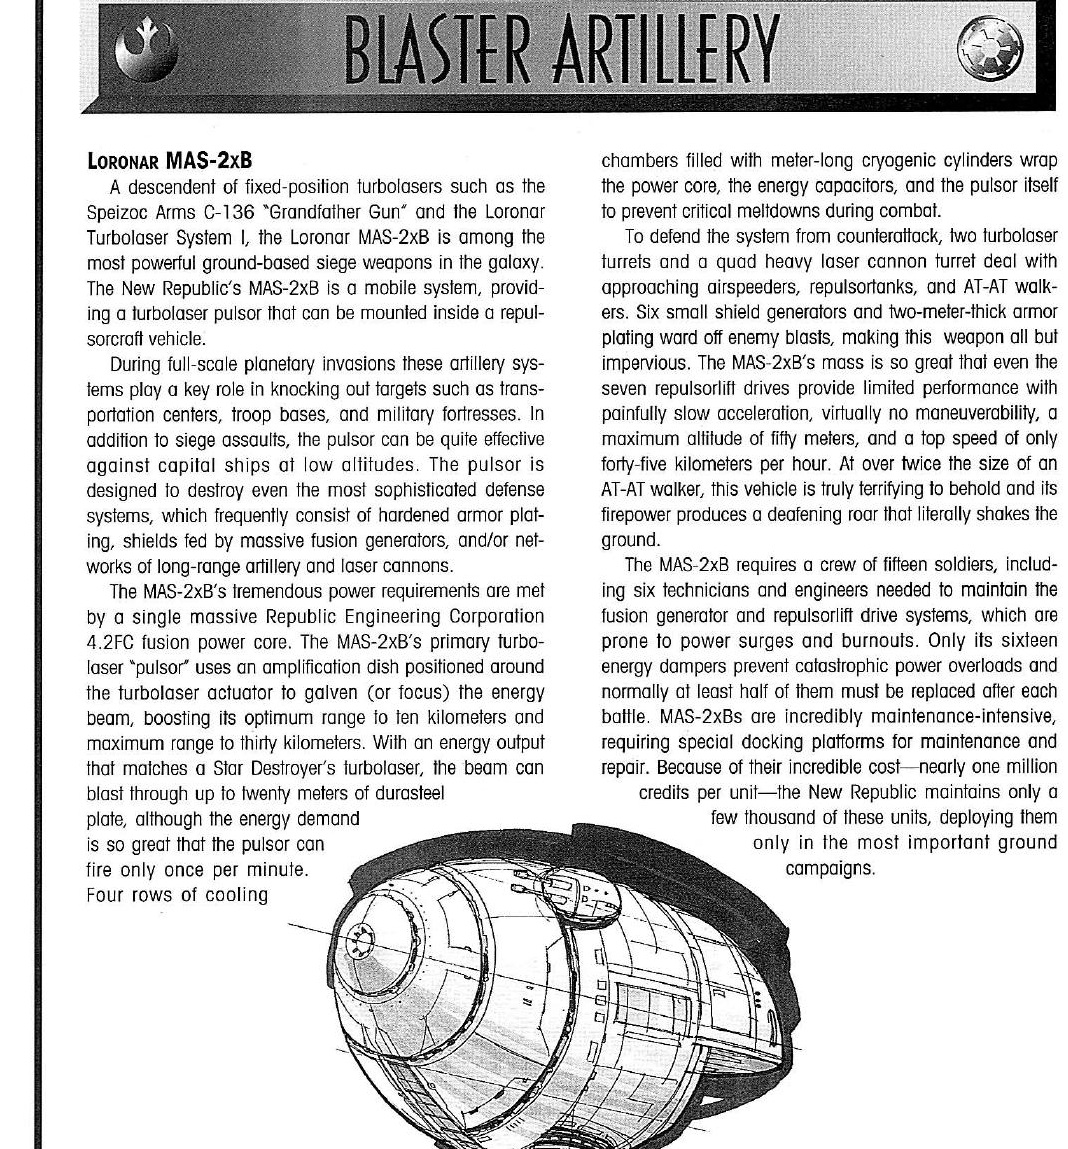 BLASTER ARTILLERY
LORONAR MAS-2XB
A descendent of fixed-position turbolasers such as the
Speizoc Arms C-136 "Grandfather Gun" and the Loronar
Turbolaser System I, the Loronar MAS-2xB is among the
most powerful ground-based siege weapons in the galaxy.
The New Republic's MAS-2xB is a mobile system, provid-
ing a turbolaser pulsor that can be mounted inside a repul-
sorcraft vehicle.
During full-scale planetary invasions these artillery sys-
tems play a key role in knocking out targets such as trans-
portation centers, troop bases, and military fortresses. In
addition to siege assaults, the pulsor can be quite effective
against capital ships at low altitudes. The pulsor is
designed to destroy even the most sophisticated defense
systems, which frequently consist of hardened armor plat-
ing, shields fed by massive fusion generators, and/or net-
works of long-range artillery and laser cannons.
The MAS-2xB's tremendous power requirements are met
by a single massive Republic Engineering Corporation
4.2FC fusion power core. The MAS-2xB's primary turbo-
laser "pulsor" uses an amplification dish positioned around
the turbolaser actuator to galven (or focus) the energy
beam, boosting its optimum range to ten kilometers and
maximum range to thirty kilometers. With an energy output
that matches a Star Destroyer's turbolaser, the beam can
blast through up to twenty meters of durasteel
plate, although the energy demand
is so great that the pulsor can
fire only once per minute.
Four rows of cooling
chambers filled with meter-long cryogenic cylinders wrap
the power core, the energy capacitors, and the pulsor itself
to prevent critical meltdowns during combat.
To defend the system from counterattack, two turbolaser
turrets and a quad heavy laser cannon turret deal with
approaching airspeeders, repulsortanks, and AT-AT walk-
ers. Six small shield generators and two-meter-thick armor
plating ward off enemy blasts, making this weapon all but
impervious. The MAS-2xB's mass is so great that even the
seven repulsorlift drives provide limited performance with
painfully slow acceleration, virtually no maneuverability, a
maximum altitude of fifty meters, and a top speed of only
forty-five kilometers per hour. At over twice the size of an
AT-AT walker, this vehicle is truly terrifying to behold and its
firepower produces a deafening roar that literally shakes the
ground.
The MAS-2xB requires a crew of fifteen soldiers, includ-
ing six technicians and engineers needed to maintain the
fusion generator and repulsorlift drive systems, which are
prone to power surges and burnouts. Only its sixteen
energy dampers prevent catastrophic power overloads and
normally at least half of them must be replaced after each
battle. MAS-2xBs are incredibly maintenance-intensive,
requiring special docking platforms for maintenance and
repair. Because of their incredible cost—nearly one million
credits per unit—the New Republic maintains only a
few thousand of these units, deploying them
only in the most important ground
campaigns.